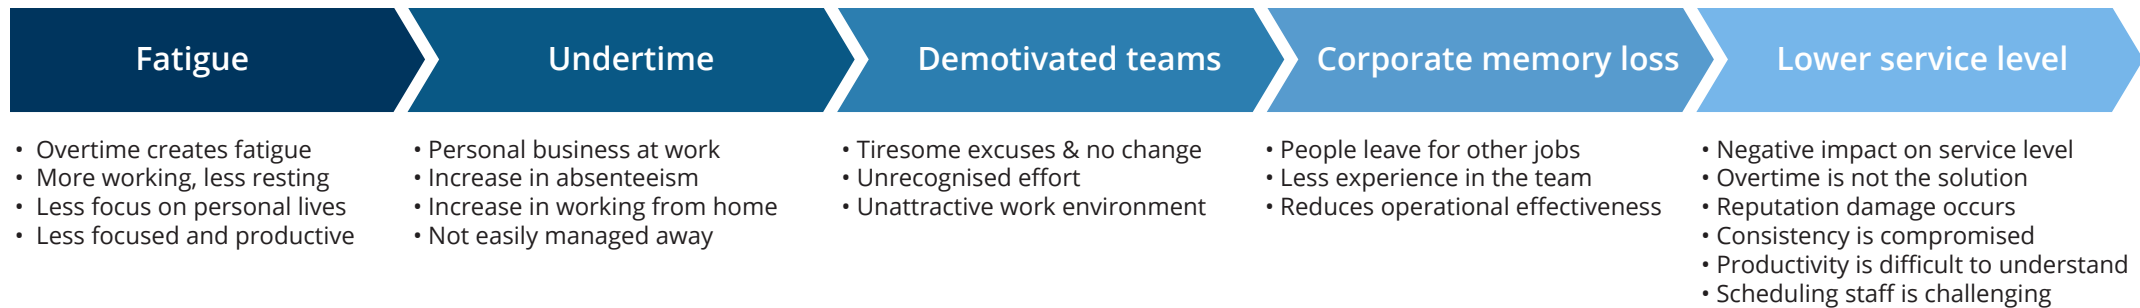 Fatigue
• Overtime creates fatigue
• More working, less resting
• Less focus on personal lives
• Less focused and productive
Undertime
• Personal business at work
• Increase in absenteeism
• Increase in working from home
• Not easily managed away
Demotivated teams
• Tiresome excuses & no change
• Unrecognised effort
• Unattractive work environment
Corporate memory loss
• People leave for other jobs
• Less experience in the team
• Reduces operational effectiveness
Lower service level
• Negative impact on service level
• Overtime is not the solution
• Reputation damage occurs
• Consistency is compromised
• Productivity is difficult to understand
• Scheduling staff is challenging